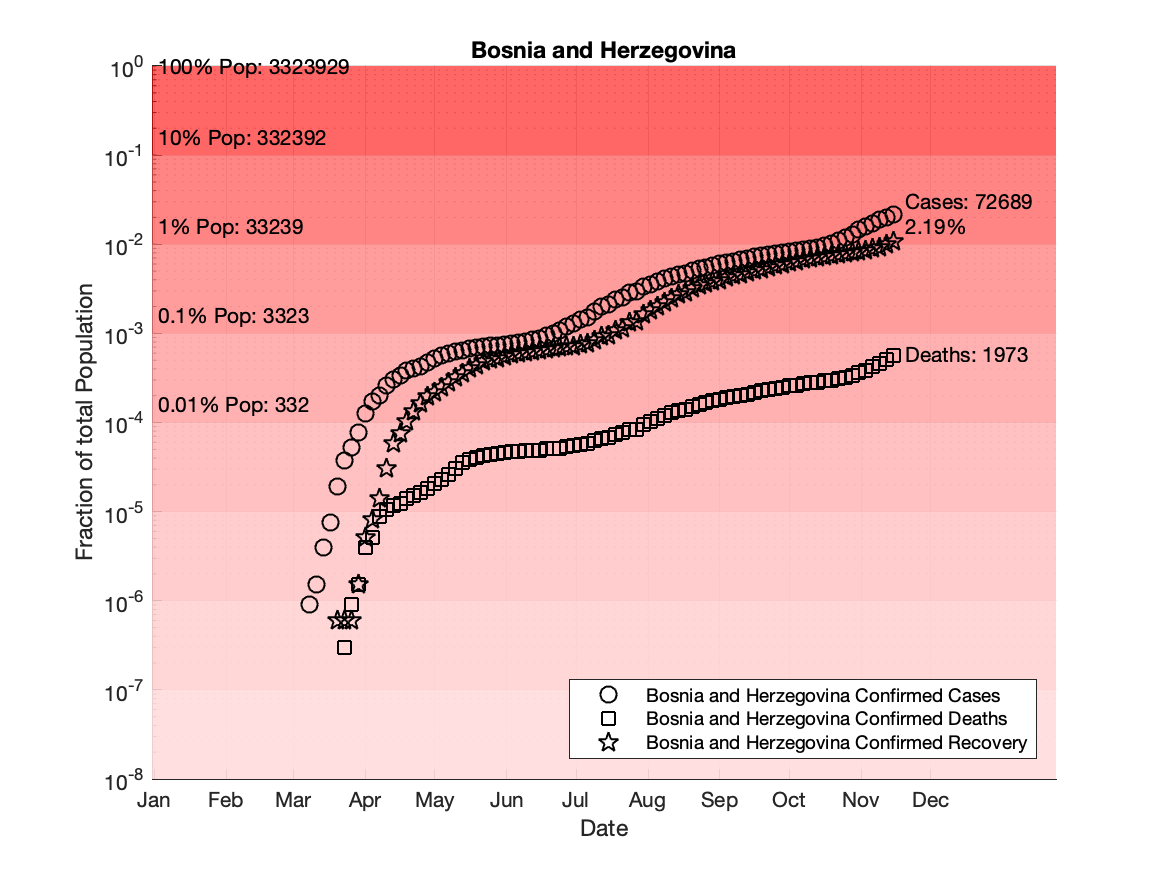 Bosnia and Herzegovina
10^0
100% Pop: 3323929
10% Pop: 332392
10^-1
Cases: 72689
1% Pop: 33239
2.19%
10^-2
0.1% Pop: 3323
10^-3
Deaths: 1973
0.01% Pop: 332
10^-4
10^-5
10^-6
10^-7
10^-8
Fraction of total Population
Bosnia and Herzegovina Confirmed Cases
Bosnia and Herzegovina Confirmed Deaths
Bosnia and Herzegovina Confirmed Recovery
Jan Feb Mar Apr May Jun Jul Aug Sep Oct Nov Dec
Date